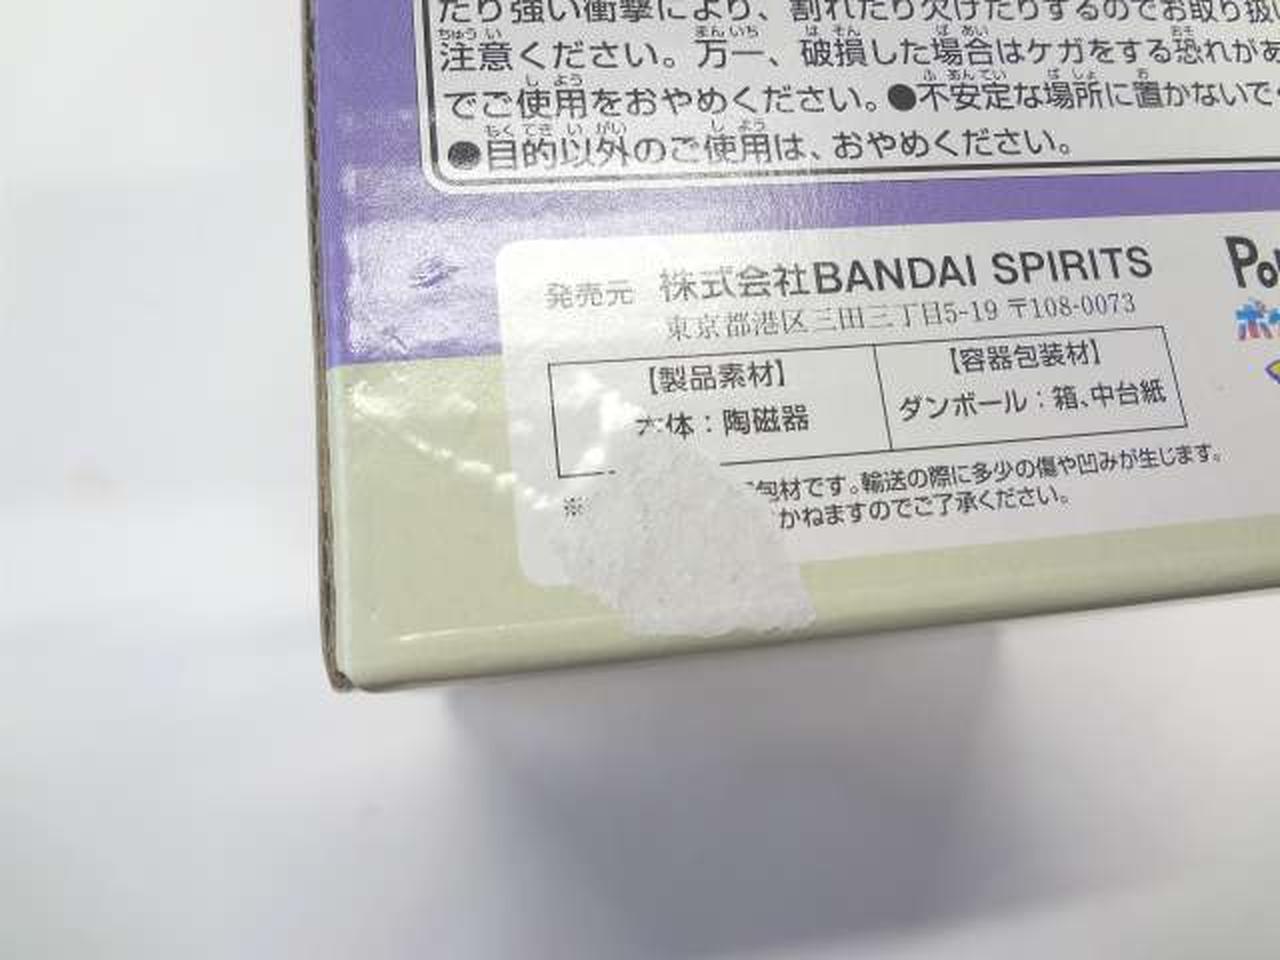 たり強い衝撃により、割れたり欠けたりするのでお取り扱い
注意ください。万一、破損した場合はケガをする恐れがあ
でご使用をおやめください。●不安定な場所に置かないで
●目的以外のご使用は、おやめください。
発売元 株式会社BANDAI SPIRITS
東京都港区三田三丁目5-19 〒108-0073
【製品素材】
本体：陶磁器
【容器包装材】
ダンボール：箱、中台紙
※
包材です。輸送の際に多少の傷や凹みが生じます。
かねますのでご了承ください。